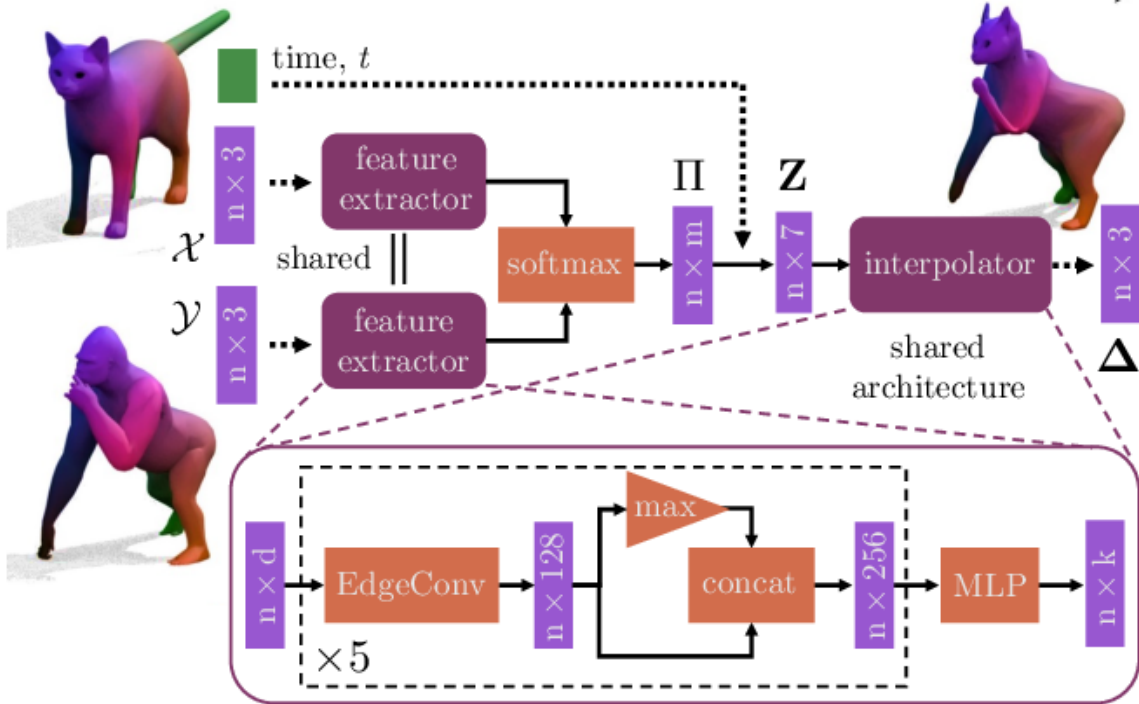 time, t
n × 3
feature
extractor
𝒳
shared
softmax
Π
n × m
Z
n × 7
interpolator
n × 3
𝒴
n × 3
feature
extractor
shared
architecture
Δ
n × d
EdgeConv
n × 128
max
concat
n × 256
MLP
n × k
×5